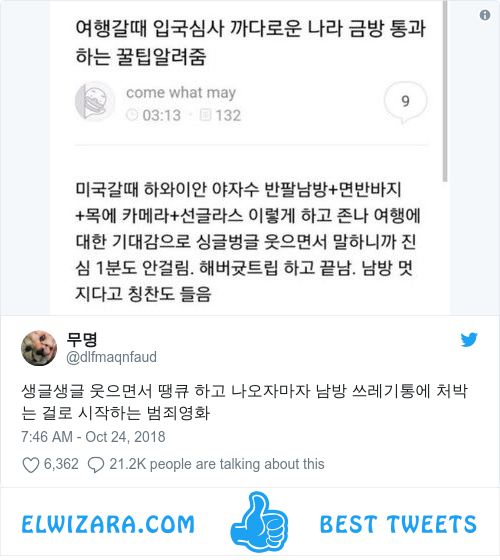 여행갈때 입국심사 까다로운 나라 금방 통과
하는 꿀팁알려줌
come what may
03:13 · 132
9
미국갈때 하와이안 야자수 반팔남방+면반바지
+목에 카메라+선글라스 이렇게 하고 존나 여행에
대한 기대감으로 싱글벙글 웃으면서 말하니까 진
심 1분도 안걸림. 해버귯트립 하고 끝남. 남방 멋
지다고 칭찬도 들음
무명
@dlfmaqnfaud
생글생글 웃으면서 땡큐 하고 나오자마자 남방 쓰레기통에 처박
는 걸로 시작하는 범죄영화
7:46 AM - Oct 24, 2018
6,362 21.2K people are talking about this
ELWIZARA.COM BEST TWEETS